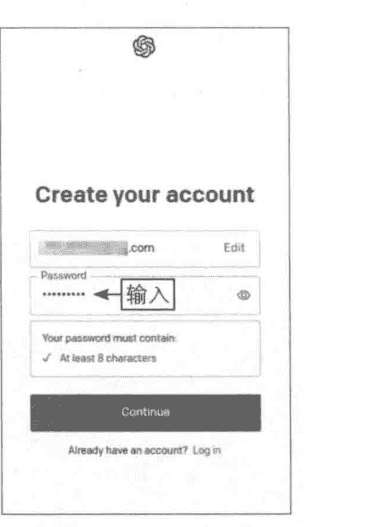 Create your account
.com Edit
Password
••••••••• 输入
Your password must contain:
✓ At least 8 characters
Continue
Already have an account? Log in